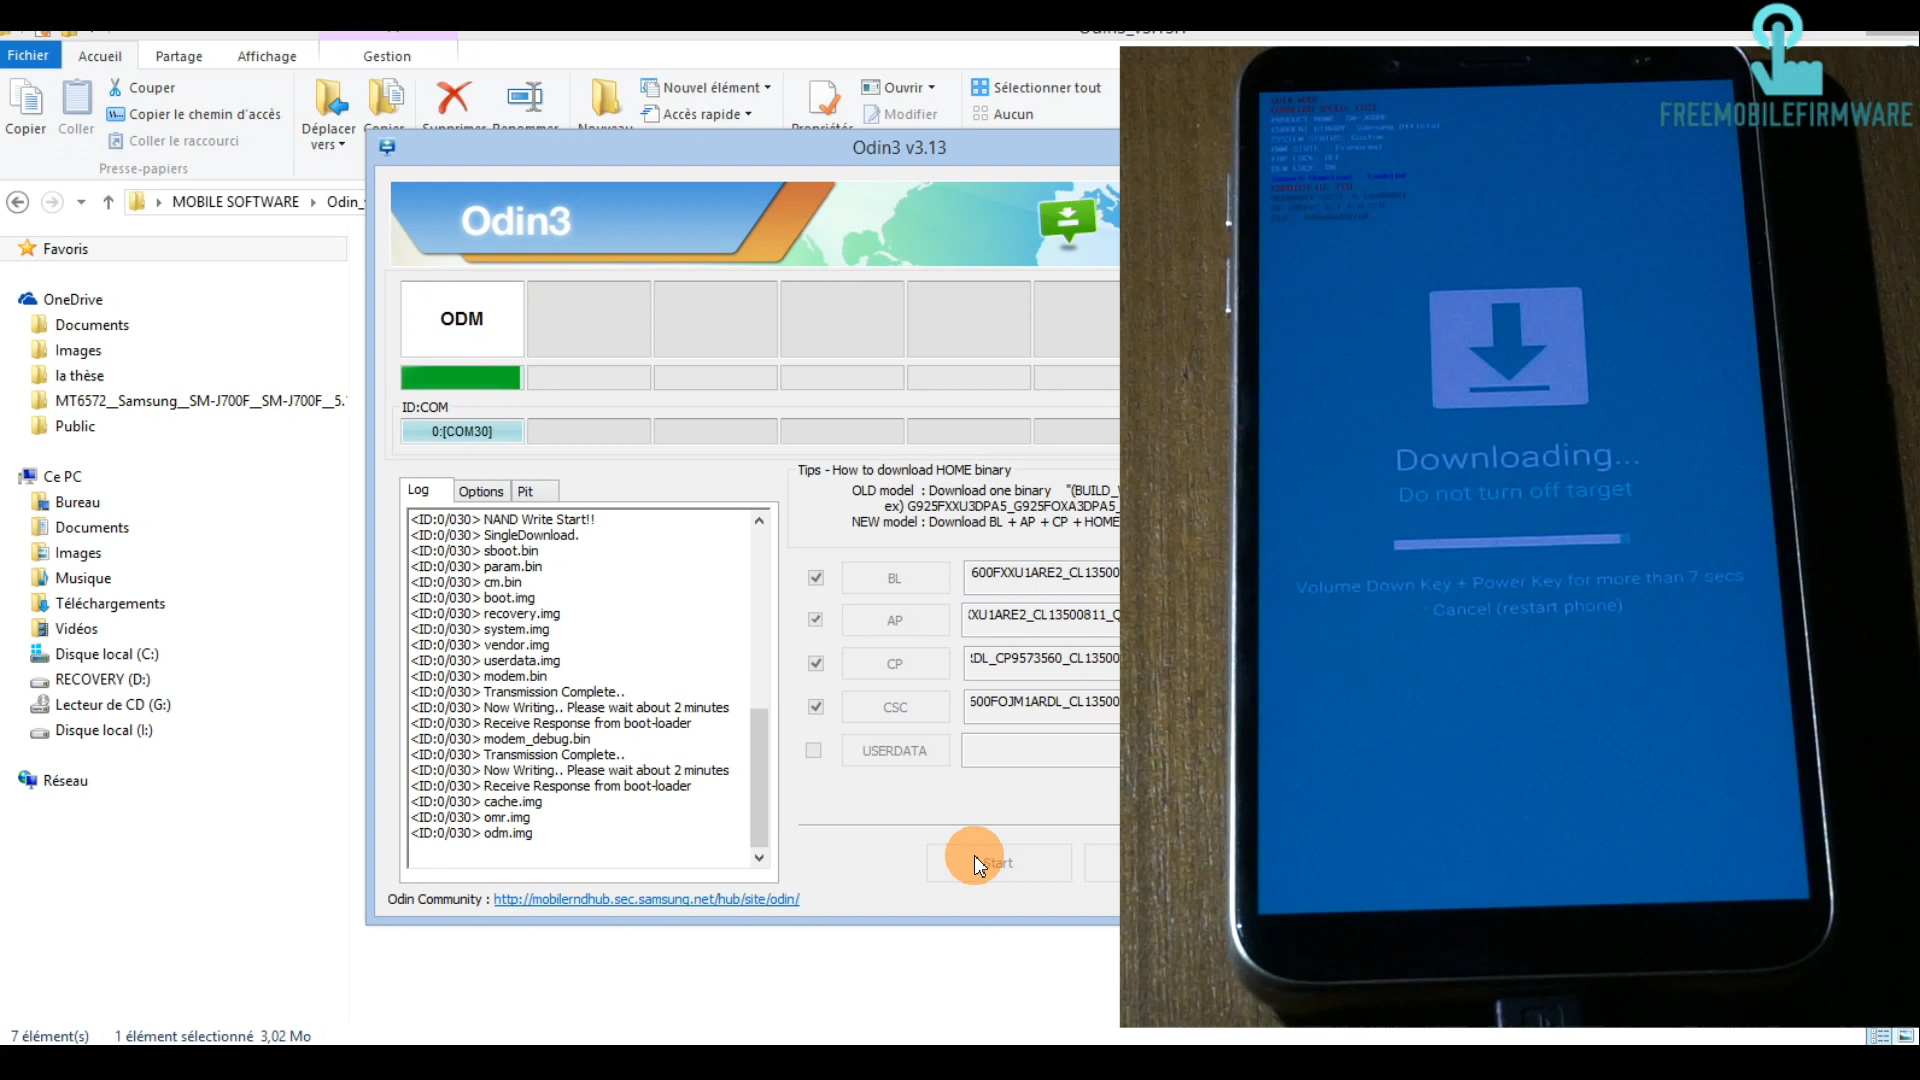 Fichier
Accueil
Partage
Affichage
Gestion
Copier
Coller
Couper
Copier le chemin d'accès
Coller le raccourci
Presse-papiers
Déplacer
vers
Copier
Supprimer
Renommer
Nouveau
Nouvel élément
Accès rapide
Propriétés
Ouvrir
Modifier
Sélectionner tout
Aucun
MOBILE SOFTWARE
Odin_
Favoris
OneDrive
Documents
Images
la thèse
MT6572__Samsung__SM-J700F__SM-J700F__5.
Public
Ce PC
Bureau
Documents
Images
Musique
Téléchargements
Vidéos
Disque local (C:)
RECOVERY (D:)
Lecteur de CD (G:)
Disque local (I:)
Réseau
7 élément(s)
1 élément sélectionné 3,02 Mo
Odin3 v3.13
Odin3
ODM
ID:COM
0:[COM30]
Log
Options
Pit
<ID:0/030> NAND Write Start!!
<ID:0/030> SingleDownload.
<ID:0/030> sboot.bin
<ID:0/030> param.bin
<ID:0/030> cm.bin
<ID:0/030> boot.img
<ID:0/030> recovery.img
<ID:0/030> system.img
<ID:0/030> vendor.img
<ID:0/030> userdata.img
<ID:0/030> modem.bin
<ID:0/030> Transmission Complete..
<ID:0/030> Now Writing.. Please wait about 2 minutes
<ID:0/030> Receive Response from boot-loader
<ID:0/030> modem_debug.bin
<ID:0/030> Transmission Complete..
<ID:0/030> Now Writing.. Please wait about 2 minutes
<ID:0/030> Receive Response from boot-loader
<ID:0/030> cache.img
<ID:0/030> omr.img
<ID:0/030> odm.img
Tips - How to download HOME binary
OLD model : Download one binary "(BUILD_
ex) G925FXXU3DPA5_G925FOXA3DPA5_
NEW model : Download BL + AP + CP + HOME
BL
600FXXU1ARE2_CL13500
AP
XU1ARE2_CL13500811_Q
CP
DL_CP9573560_CL13500
CSC
600FOJM1ARDL_CL13500
USERDATA
Start
Odin Community : http://mobilerndhub.sec.samsung.net/hub/site/odin/
FREEMOBILEFIRMWARE
Downloading...
Do not turn off target
Volume Down Key + Power Key for more than 7 secs
: Cancel (restart phone)